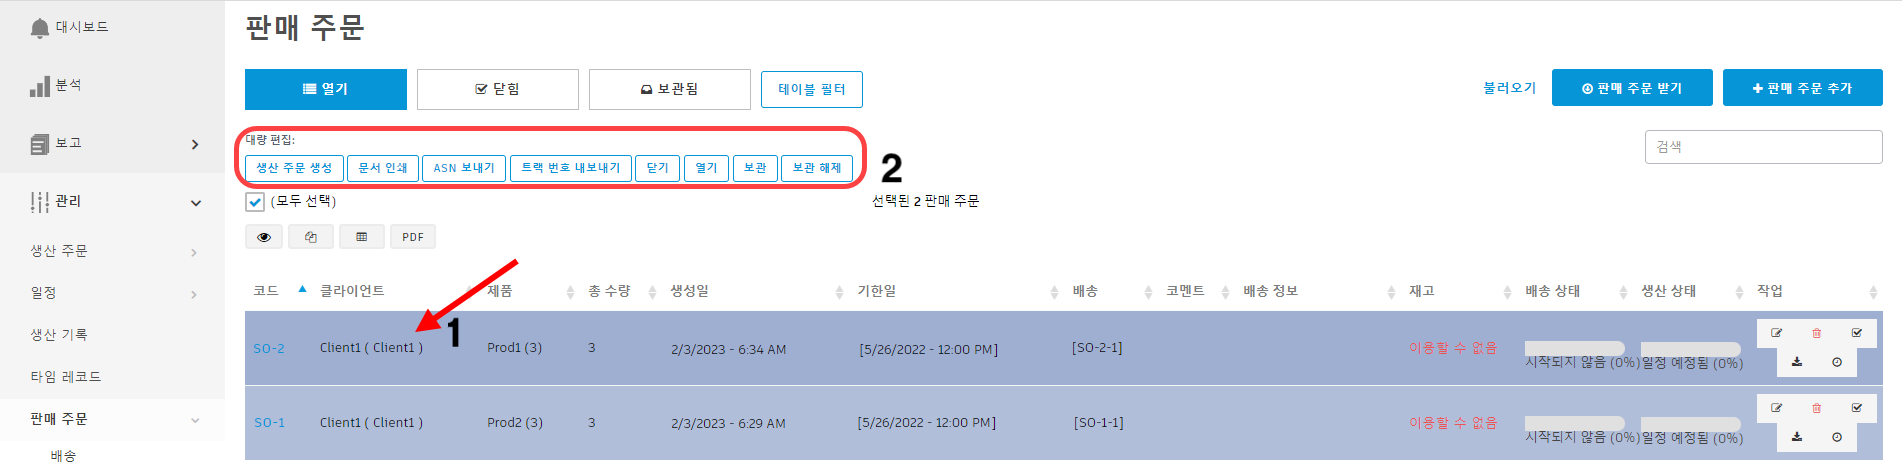 대시보드
분석
보고
관리
생산 주문
일정
생산 기록
타임 레코드
판매 주문
배송
판매 주문
열기 닫힘 보관됨 테이블 필터 불러오기 판매 주문 받기 판매 주문 추가
대량 편집:
생산 주문 생성 문서 인쇄 ASN 보내기 트랙 번호 내보내기 닫기 열기 보관 보관 해제
2
검색
(모두 선택) 선택된 2 판매 주문
PDF
코드 클라이언트 제품 총 수량 생성일 기한일 배송 코멘트 배송 정보 재고 배송 상태 생산 상태 작업
1
SO-2 Client1 ( Client1 ) Prod1 (3) 3 2/3/2023 - 6:34 AM [5/26/2022 - 12:00 PM] [SO-2-1] 이용할 수 없음 시작되지 않음 (0%) 일정 예정됨 (0%)
SO-1 Client1 ( Client1 ) Prod2 (3) 3 2/3/2023 - 6:29 AM [5/26/2022 - 12:00 PM] [SO-1-1] 이용할 수 없음 시작되지 않음 (0%) 일정 예정됨 (0%)